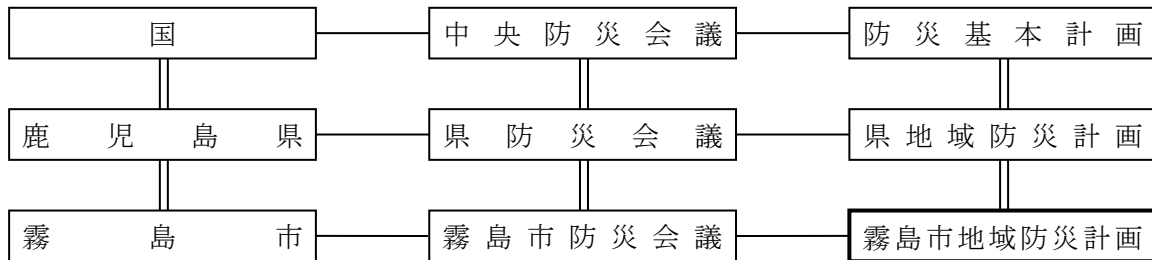 国 中央防災会議 防災基本計画
鹿児島県 県防災会議 県地域防災計画
霧島市 霧島市防災会議 霧島市地域防災計画